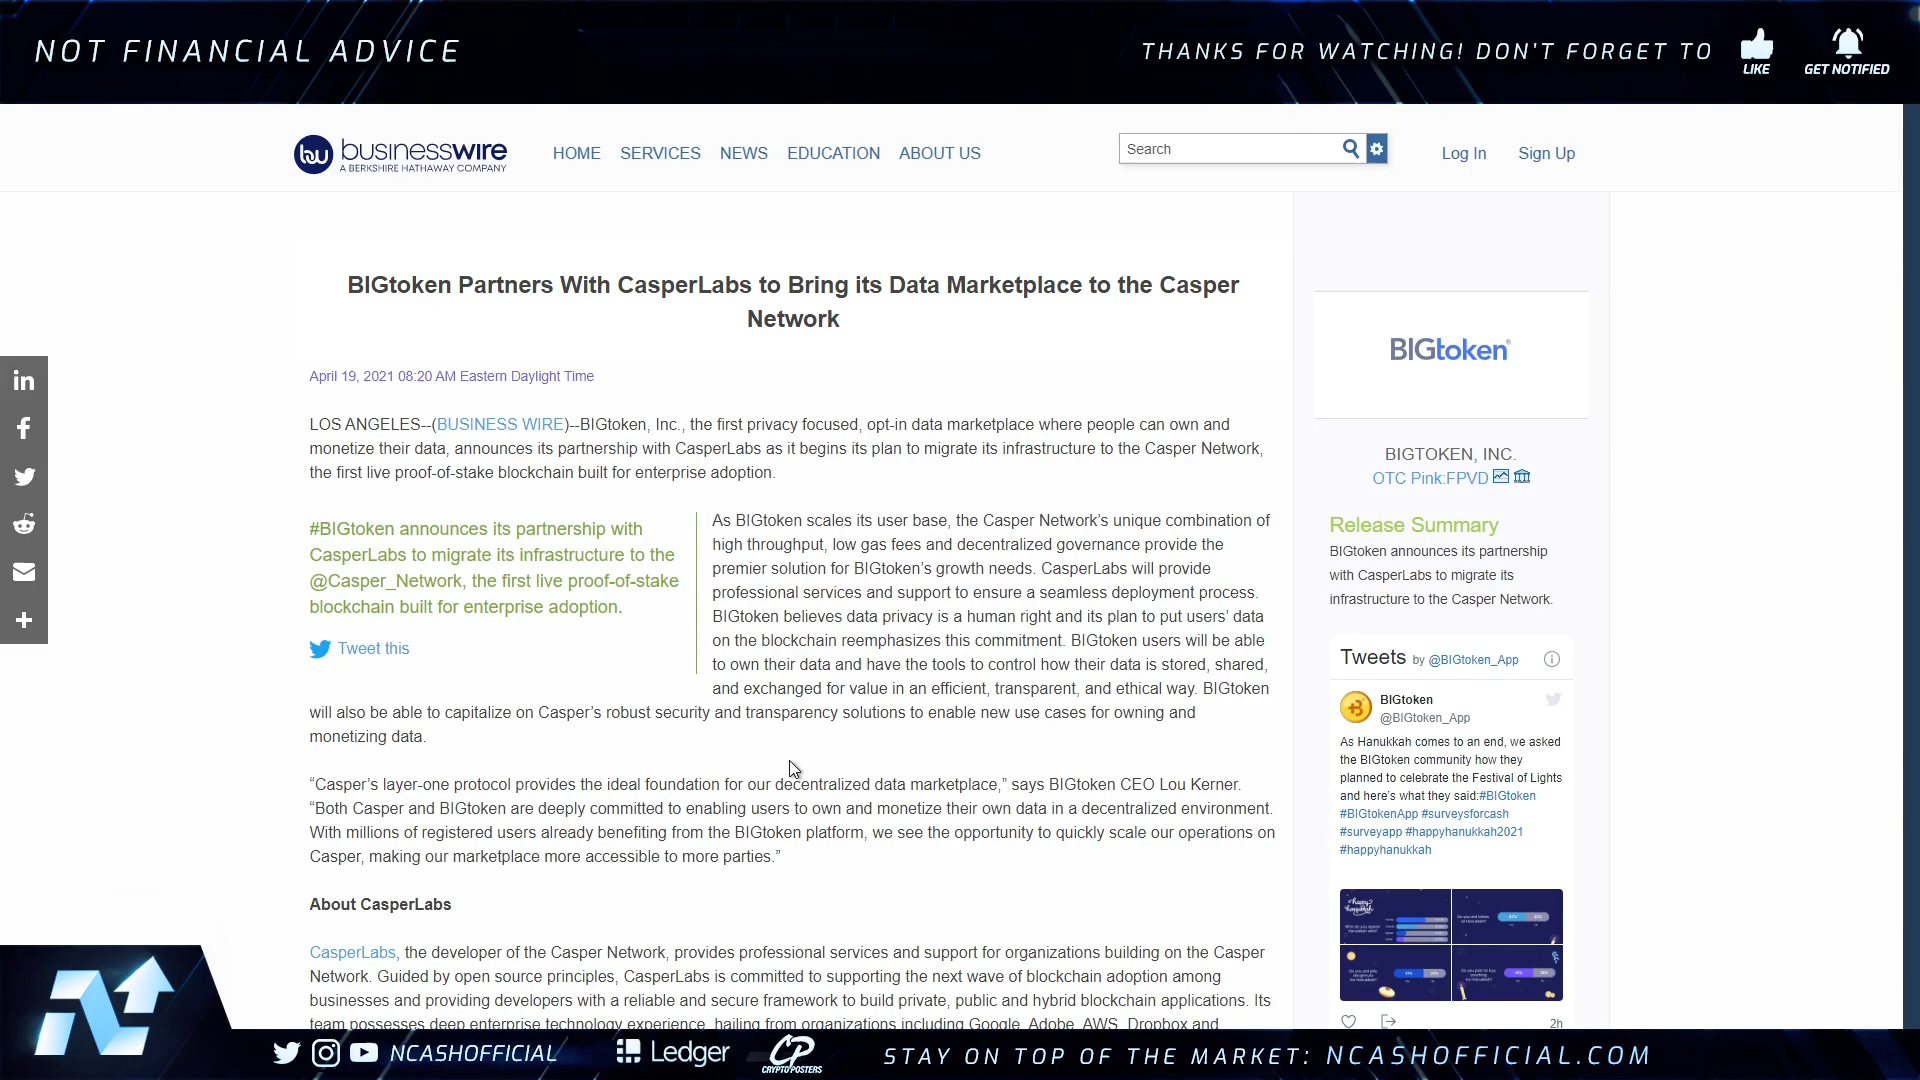 NOT FINANCIAL ADVICE
THANKS FOR WATCHING! DON'T FORGET TO
LIKE
GET NOTIFIED
bw businesswire
A BERKSHIRE HATHAWAY COMPANY
HOME SERVICES NEWS EDUCATION ABOUT US
Search
Log In Sign Up
BIGtoken Partners With CasperLabs to Bring its Data Marketplace to the Casper
Network
April 19, 2021 08:20 AM Eastern Daylight Time
LOS ANGELES--(BUSINESS WIRE)--BIGtoken, Inc., the first privacy focused, opt-in data marketplace where people can own and
monetize their data, announces its partnership with CasperLabs as it begins its plan to migrate its infrastructure to the Casper Network,
the first live proof-of-stake blockchain built for enterprise adoption.
#BIGtoken announces its partnership with
CasperLabs to migrate its infrastructure to the
@Casper_Network, the first live proof-of-stake
blockchain built for enterprise adoption.
Tweet this
As BIGtoken scales its user base, the Casper Network's unique combination of
high throughput, low gas fees and decentralized governance provide the
premier solution for BIGtoken's growth needs. CasperLabs will provide
professional services and support to ensure a seamless deployment process.
BIGtoken believes data privacy is a human right and its plan to put users' data
on the blockchain reemphasizes this commitment. BIGtoken users will be able
to own their data and have the tools to control how their data is stored, shared,
and exchanged for value in an efficient, transparent, and ethical way. BIGtoken
will also be able to capitalize on Casper's robust security and transparency solutions to enable new use cases for owning and
monetizing data.
“Casper's layer-one protocol provides the ideal foundation for our decentralized data marketplace,” says BIGtoken CEO Lou Kerner.
“Both Casper and BIGtoken are deeply committed to enabling users to own and monetize their own data in a decentralized environment.
With millions of registered users already benefiting from the BIGtoken platform, we see the opportunity to quickly scale our operations on
Casper, making our marketplace more accessible to more parties.”
About CasperLabs
CasperLabs, the developer of the Casper Network, provides professional services and support for organizations building on the Casper
Network. Guided by open source principles, CasperLabs is committed to supporting the next wave of blockchain adoption among
businesses and providing developers with a reliable and secure framework to build private, public and hybrid blockchain applications. Its
team possesses deep enterprise technology experience, hailing from organizations including Google, Adobe, AWS, Dropbox and
BIGtoken
BIGTOKEN, INC.
OTC Pink:FPVD
Release Summary
BIGtoken announces its partnership
with CasperLabs to migrate its
infrastructure to the Casper Network.
Tweets by @BIGtoken_App
BIGtoken
@BIGtoken_App
As Hanukkah comes to an end, we asked
the BIGtoken community how they
planned to celebrate the Festival of Lights
and here's what they said:#BIGtoken
#BIGtokenApp #surveysforcash
#surveyapp #happyhanukkah2021
#happyhanukkah
2h
NCASHOFFICIAL
Ledger
CP
CRYPTOPOSTERS
STAY ON TOP OF THE MARKET: NCASHOFFICIAL.COM